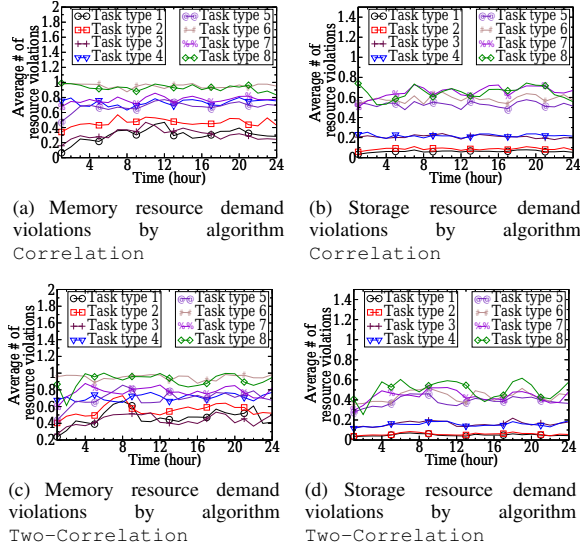 Average # of
resource violations
2
1.8
1.6
1.4
1.2
1
0.8
0.6
0.4
0.2
0
Task type 1
Task type 2
Task type 3
Task type 4
Task type 5
Task type 6
Task type 7
Task type 8
4 8 12 16 20 24
Time (hour)
(a) Memory resource demand
violations by algorithm
Correlation
Average # of
resource violations
1.4
1.2
1
0.8
0.6
0.4
0.2
0
Task type 1
Task type 2
Task type 3
Task type 4
Task type 5
Task type 6
Task type 7
Task type 8
4 8 12 16 20 24
Time (hour)
(b) Storage resource demand
violations by algorithm
Correlation
Average # of
resource violations
2
1.8
1.6
1.4
1.2
1
0.8
0.6
0.4
0.2
Task type 1
Task type 2
Task type 3
Task type 4
Task type 5
Task type 6
Task type 7
Task type 8
4 8 12 16 20 24
Time (hour)
(c) Memory resource demand
violations by algorithm
Two-Correlation
Average # of
resource violations
1.4
1.2
1
0.8
0.6
0.4
0.2
0
Task type 1
Task type 2
Task type 3
Task type 4
Task type 5
Task type 6
Task type 7
Task type 8
4 8 12 16 20 24
Time (hour)
(d) Storage resource demand
violations by algorithm
Two-Correlation